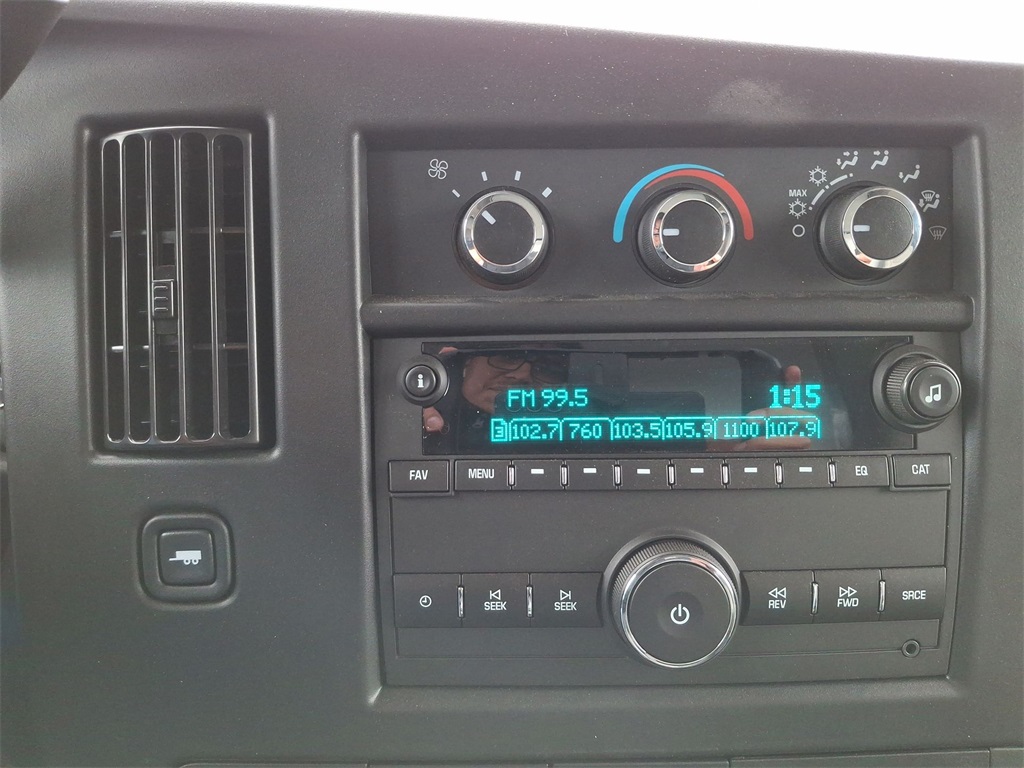 MAX
i
FM 99.5 1:15
3 102.7 760 103.5 105.9 1100 107.9
FAV MENU EQ CAT
SEEK SEEK REV FWD SRCE